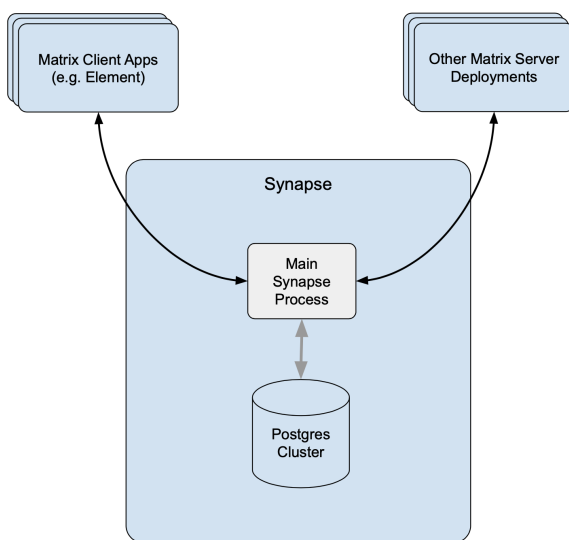 Matrix Client Apps
(e.g. Element)
Other Matrix Server
Deployments
Synapse
Main
Synapse
Process
Postgres
Cluster